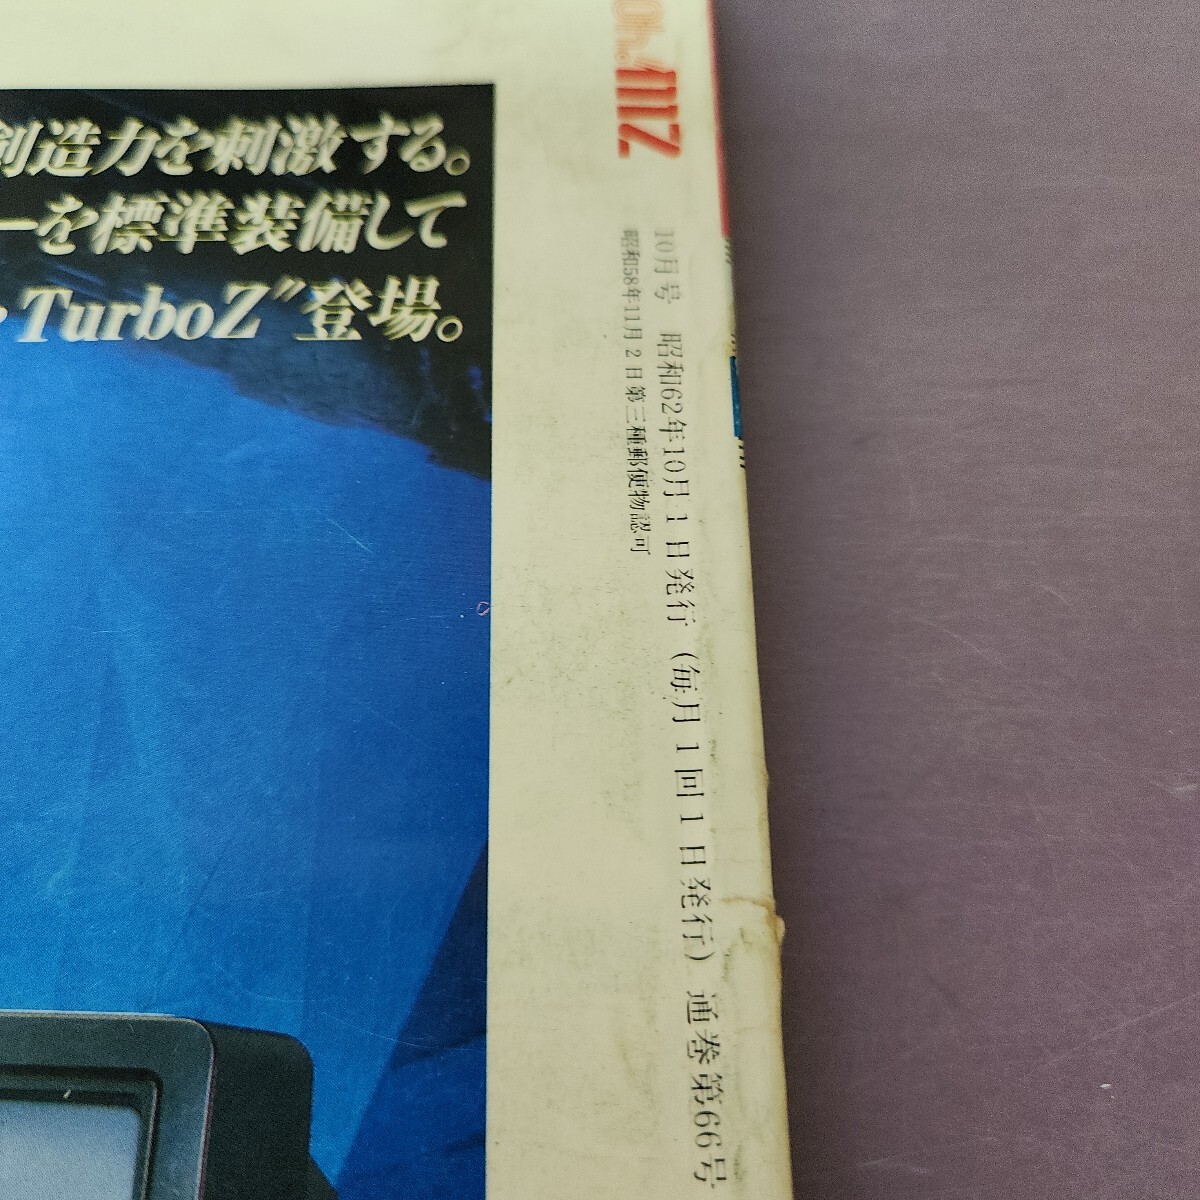 創造力を刺激する。
ーを標準装備して
TurboZ”登場。
Oh!MZ
10月号 昭和62年10月1日発行(毎月1回1日発行)通巻第66号
昭和58年11月2日第三種郵便物認可